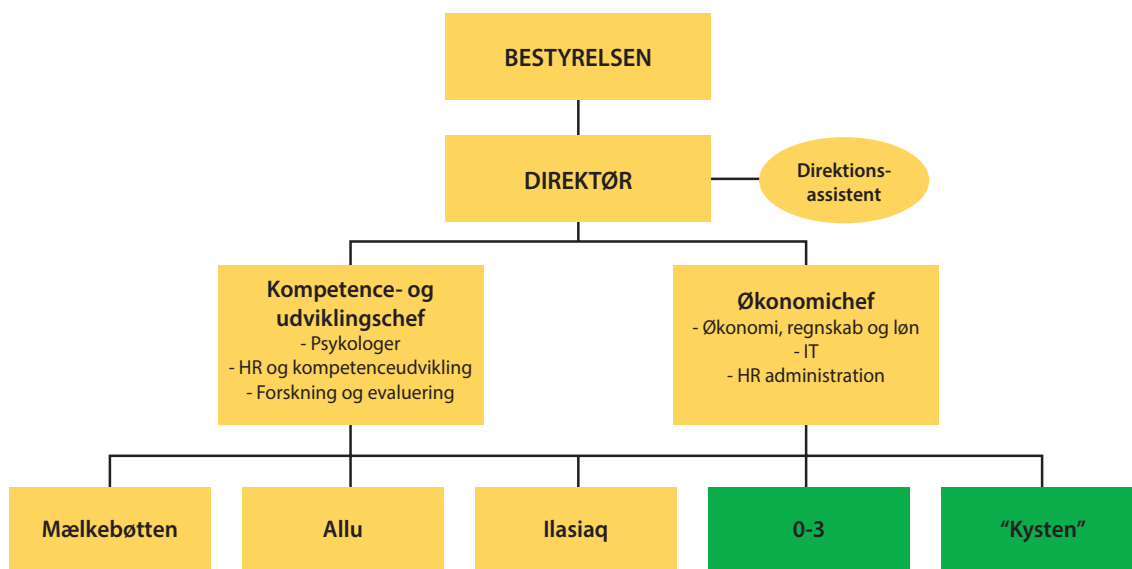 BESTYRELSEN
DIREKTØR
Direktions-
assistent
Kompetence- og
udviklingschef
- Psykologer
- HR og kompetenceudvikling
- Forskning og evaluering
Økonomichef
- Økonomi, regnskab og løn
- IT
- HR administration
Mælkebøtten
Allu
Ilasiaq
0-3
“Kysten”